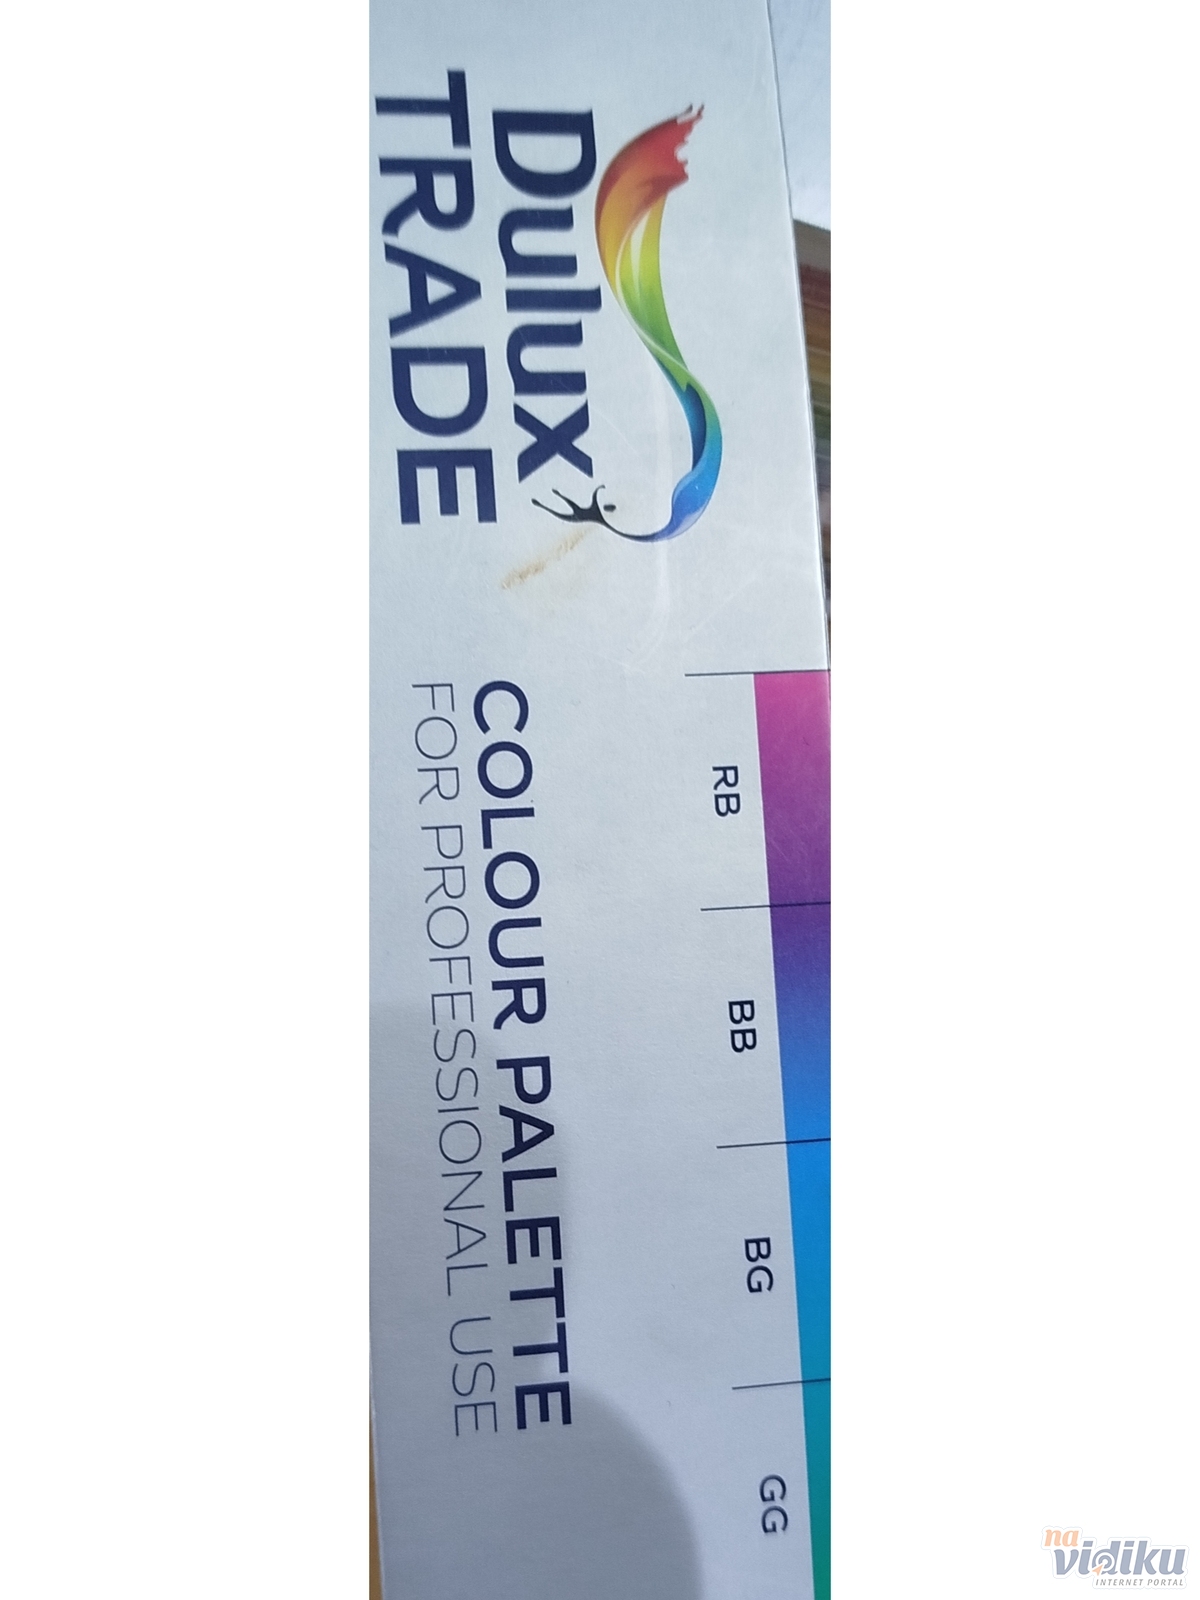 Dulux
TRADE
COLOUR PALETTE
FOR PROFESSIONAL USE
RB
BB
BG
GG
na
vidiku
INTERNET PORTAL